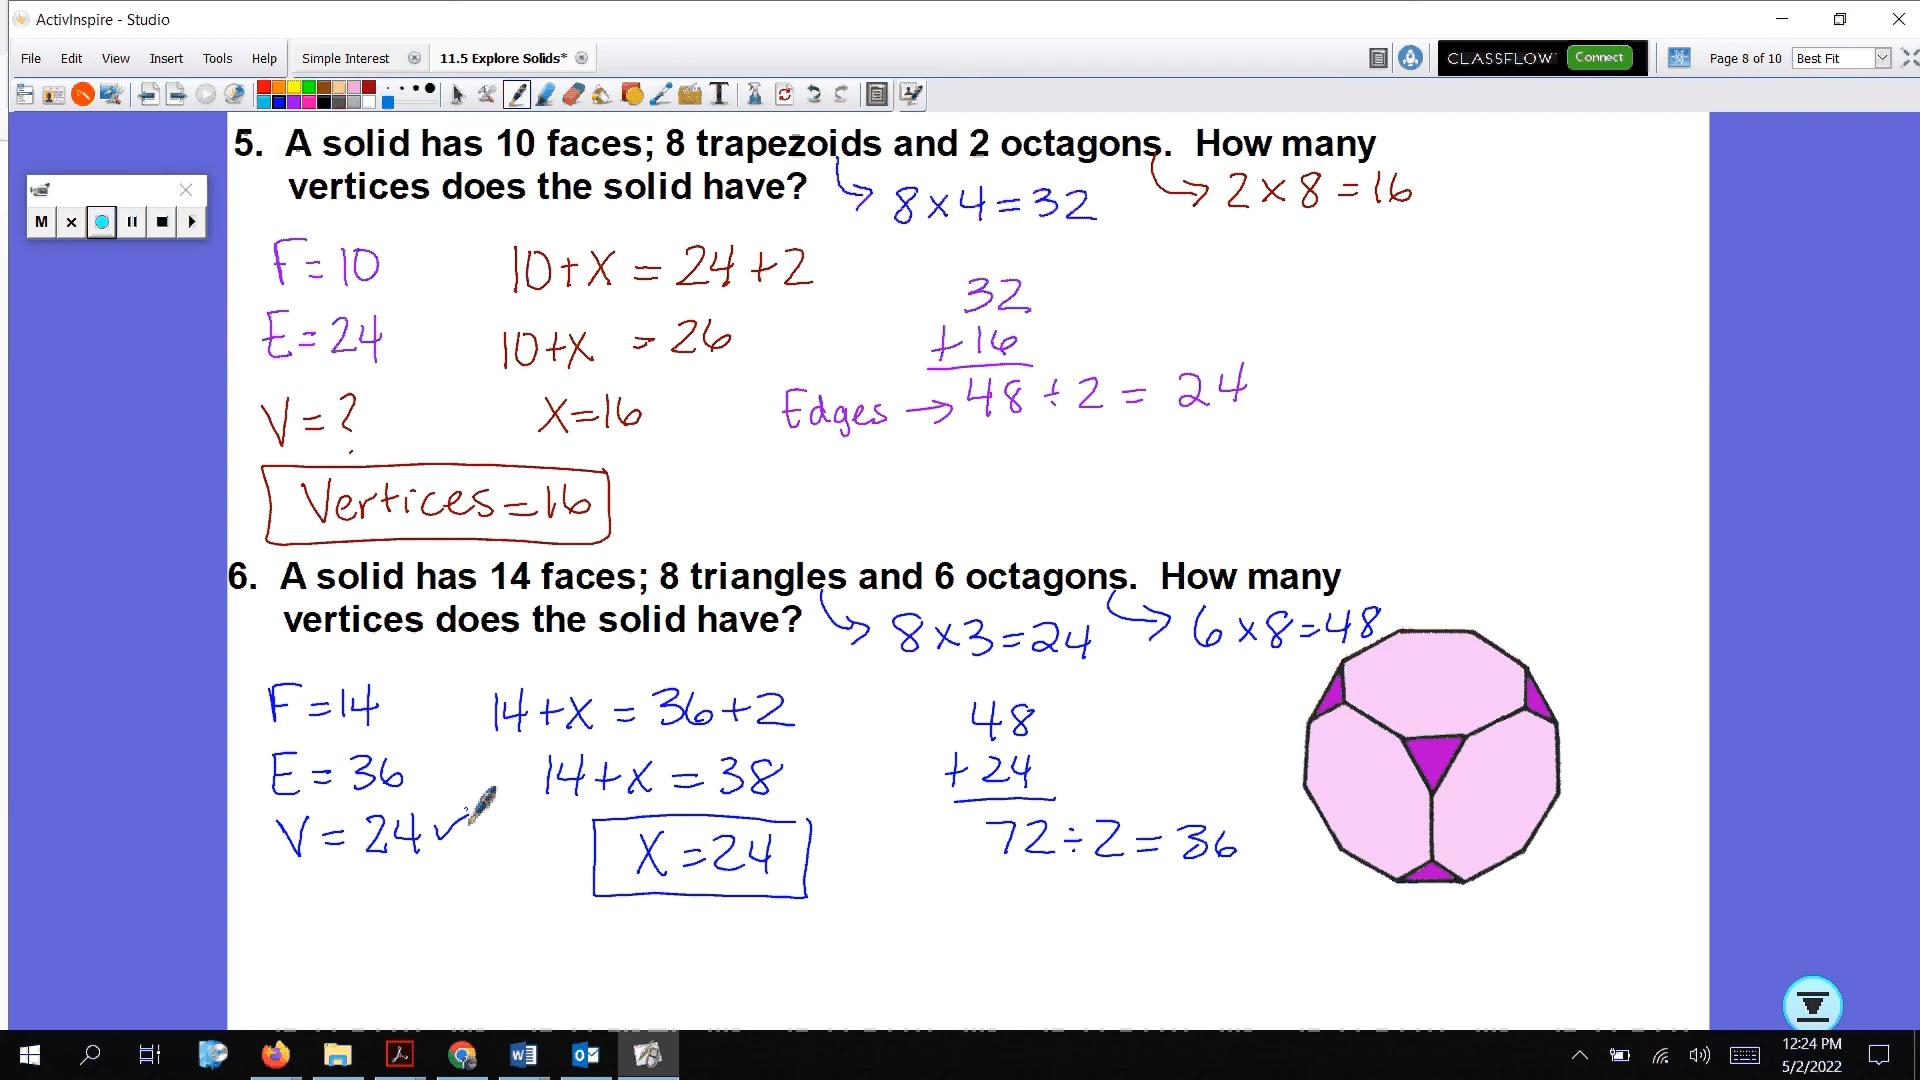 ActivInspire - Studio
File Edit View Insert Tools Help Simple Interest 11.5 Explore Solids* CLASSFLOW Connect Page 8 of 10 Best Fit
T
5. A solid has 10 faces; 8 trapezoids and 2 octagons. How many
vertices does the solid have?
8 x 4 = 32
2 x 8 = 16
M x
F = 10
10 + x = 24 + 2
32
E = 24
10 + x = 26
+ 16
V = ?
x = 16
Edges → 48 ÷ 2 = 24
Vertices = 16
6. A solid has 14 faces; 8 triangles and 6 octagons. How many
vertices does the solid have?
8 x 3 = 24
6 x 8 = 48
F = 14
14 + x = 36 + 2
48
E = 36
14 + x = 38
+ 24
V = 24 ✓
x = 24
72 ÷ 2 = 36
12:24 PM
5/2/2022